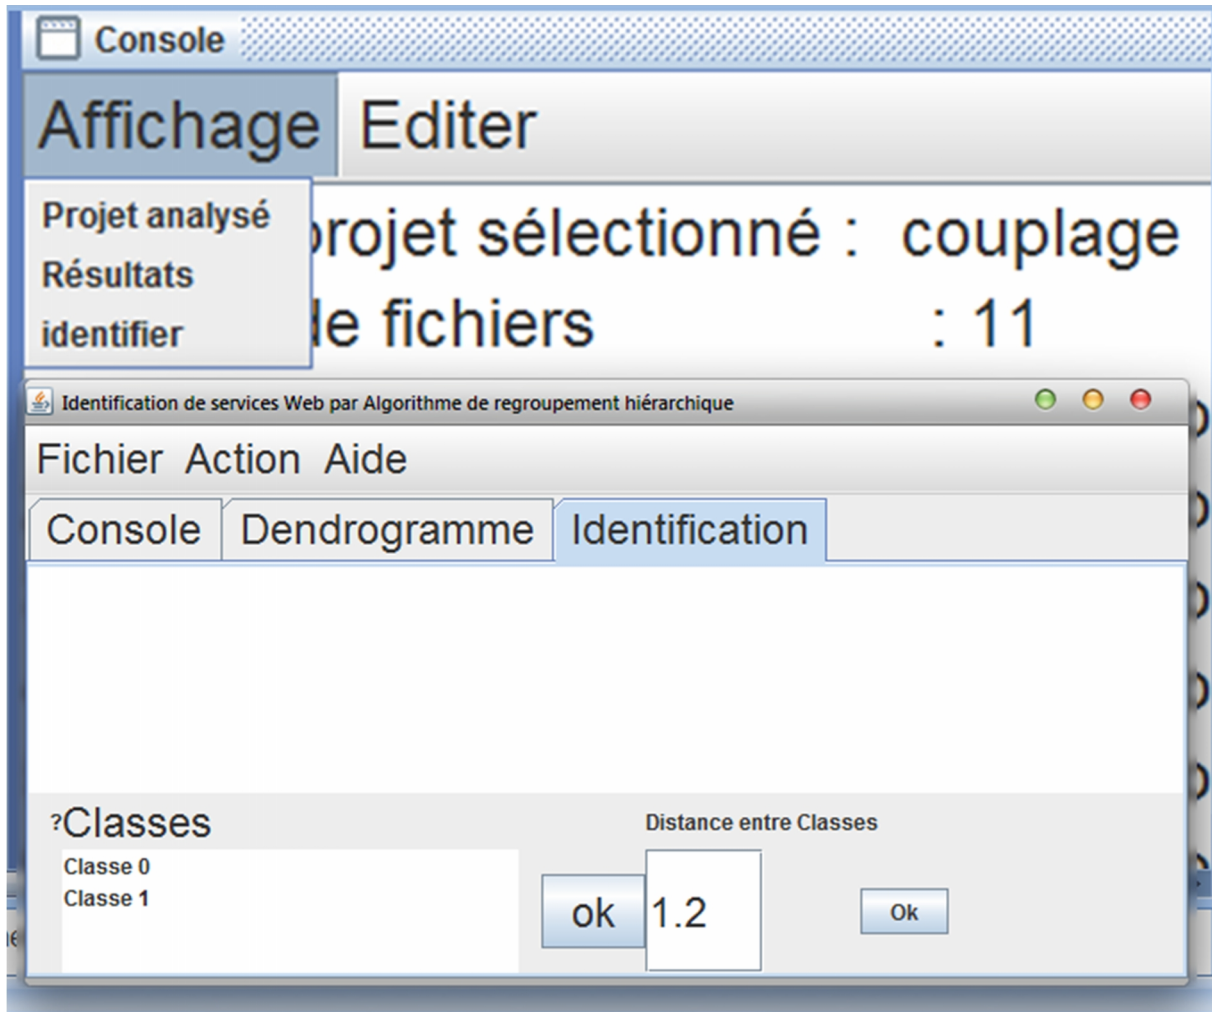 Console
Affichage Editer
Projet analysé
Résultats
identifier
projet sélectionné : couplage
de fichiers : 11
Identification de services Web par Algorithme de regroupement hiérarchique
Fichier Action Aide
Console Dendrogramme Identification
?Classes
Distance entre Classes
Classe 0
Classe 1
ok
1.2
Ok